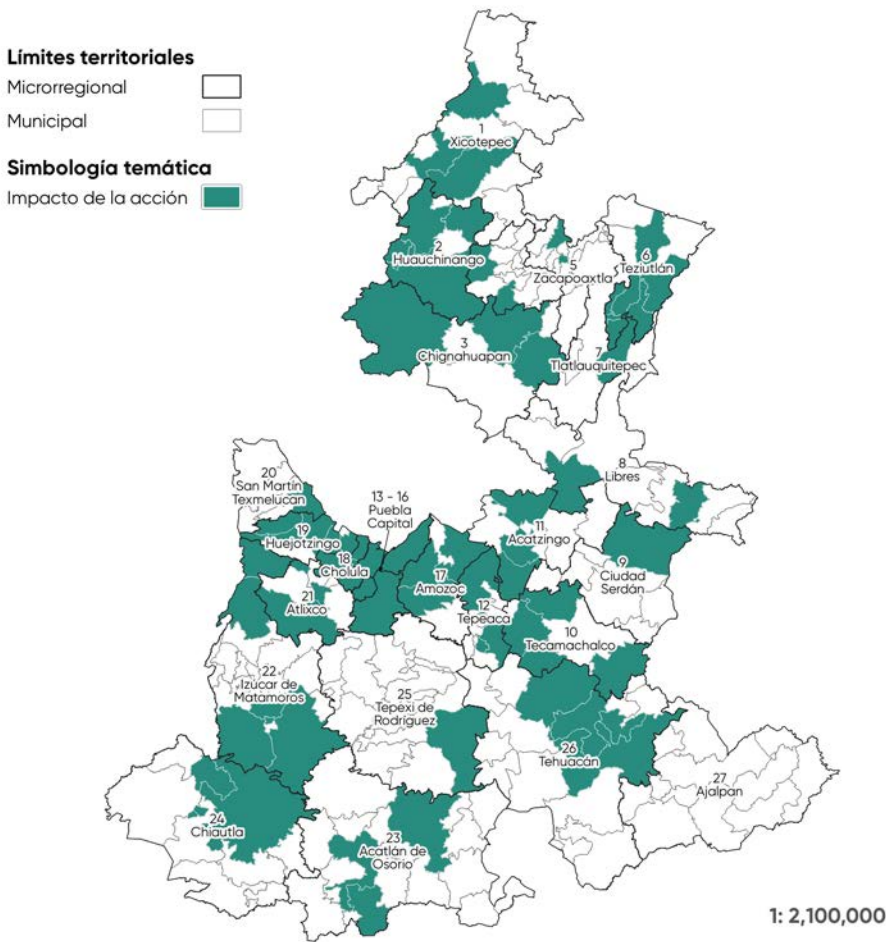 Límites territoriales
Microrregional
Municipal
Simbología temática
Impacto de la acción
1
Xicotepec
2
Huauchinango
3
Chignahuapan
5
Zacapoaxtla
6
Teziutlán
7
Tlatlauquitepec
8
Libres
20
San Martín
Texmelucan
13 - 16
Puebla
Capital
19
Huejotzingo
18
Cholula
11
Acatzingo
9
Ciudad
Serdán
17
Amozoc
21
Atlixco
12
Tepeaca
10
Tecamachalco
22
Izúcar de
Matamoros
25
Tepexi de
Rodríguez
26
Tehuacán
27
Ajalpan
24
Chiautla
23
Acatlán de
Osorio
1: 2,100,000